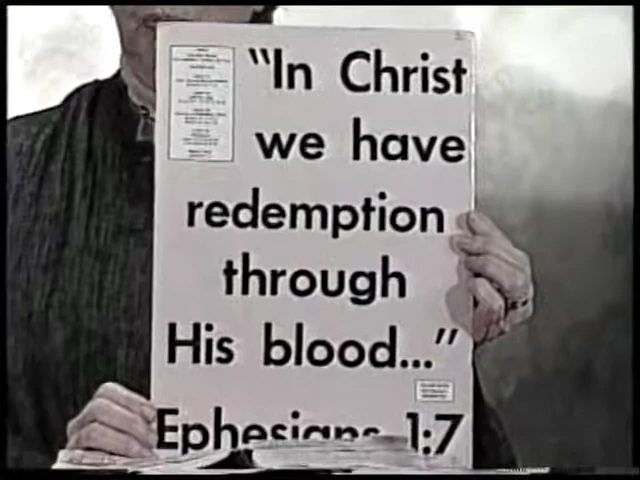 “In Christ
we have
redemption
through
His blood...”
Ephesians 1:7